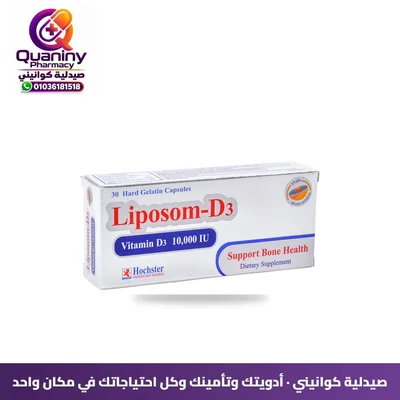 Quaniny
Pharmacy
صيدلية كوانيني
01036181518
30 Hard Gelatin Capsules
Liposom-D3
Vitamin D3 10,000 IU
Support Bone Health
Dietary Supplement
Hochster
صيدلية كوانيني - أدويتك وتأمينك وكل احتياجاتك في مكان واحد